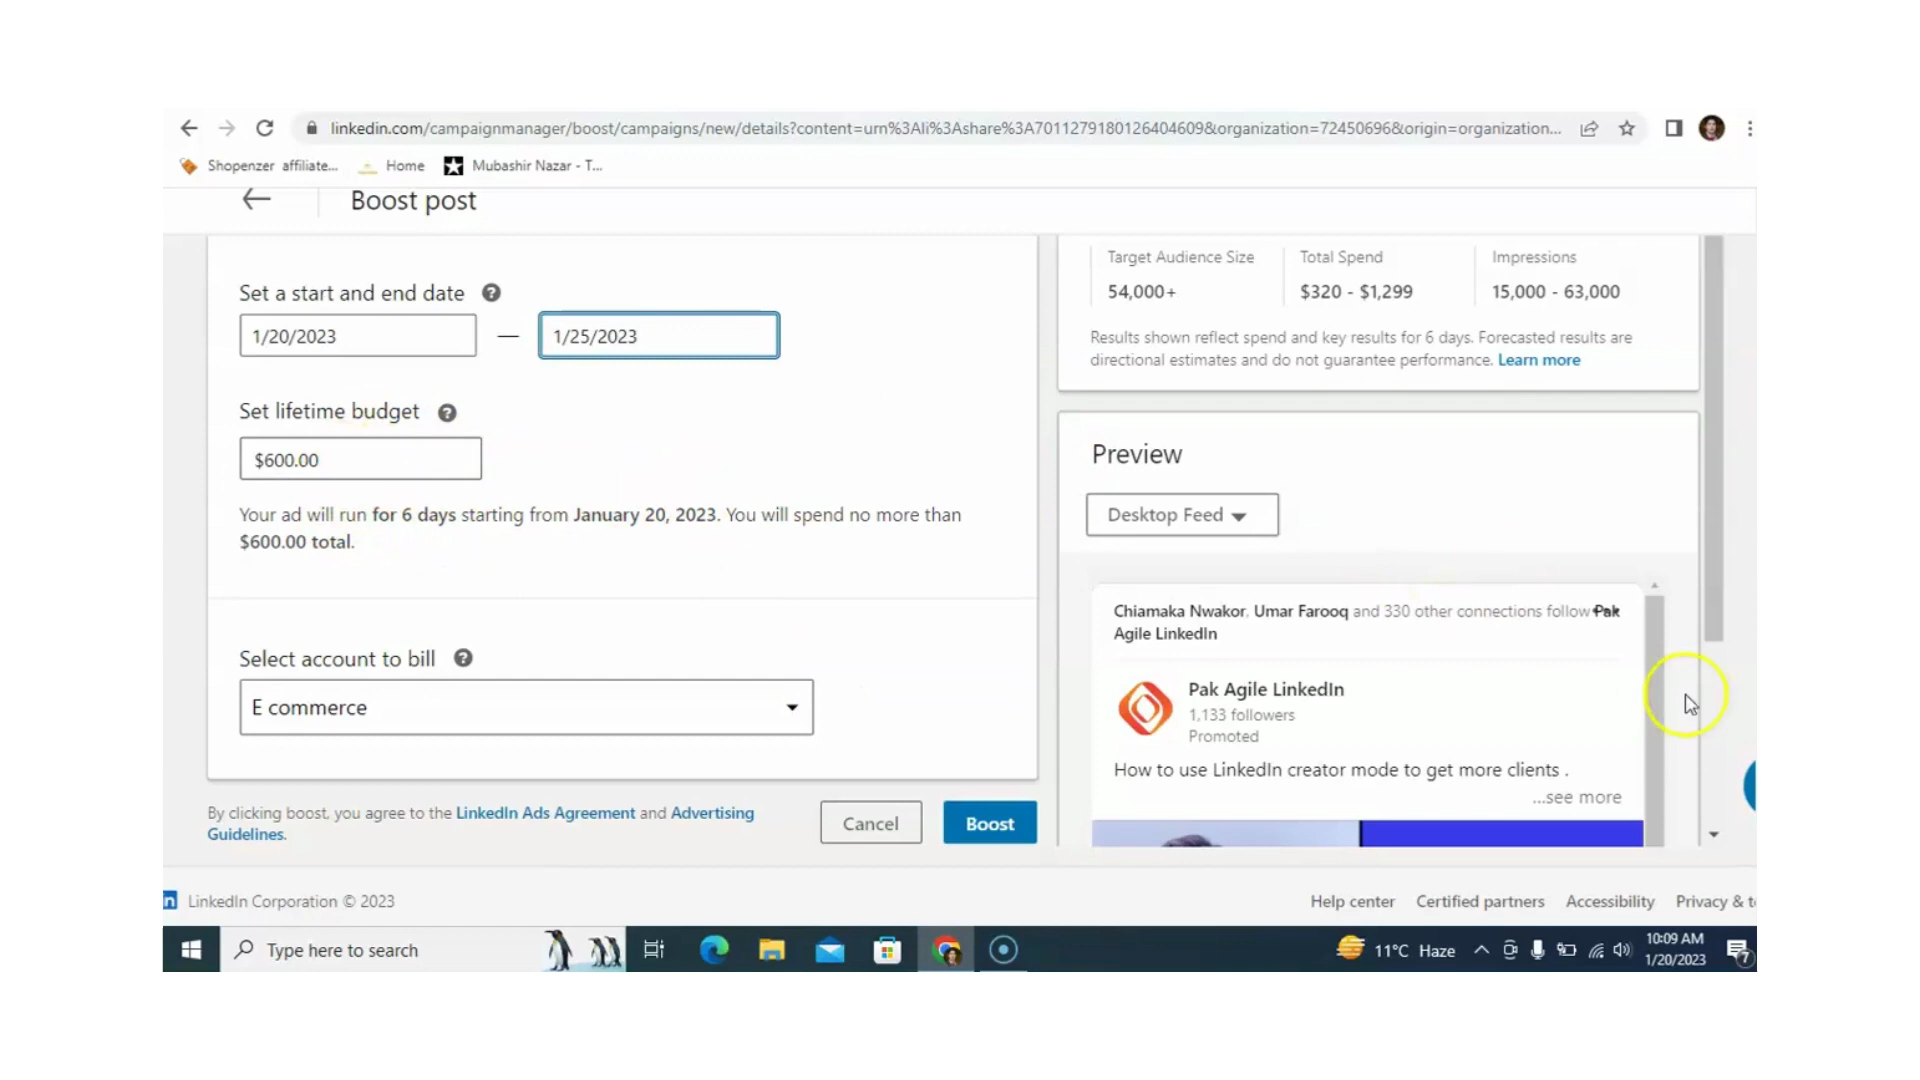 linkedin.com/campaignmanager/boost/campaigns/new/details?content=urn%3Ali%3Ashare%3A7011279180126404609&organization=72450696&origin=organization...
Shopenzer affiliate... Home Mubashir Nazar - T...
Boost post
Set a start and end date
1/20/2023 — 1/25/2023
Set lifetime budget
$600.00
Your ad will run for 6 days starting from January 20, 2023. You will spend no more than
$600.00 total.
Select account to bill
E commerce
By clicking boost, you agree to the LinkedIn Ads Agreement and Advertising
Guidelines.
Cancel Boost
Target Audience Size Total Spend Impressions
54,000+ $320 - $1,299 15,000 - 63,000
Results shown reflect spend and key results for 6 days. Forecasted results are
directional estimates and do not guarantee performance. Learn more
Preview
Desktop Feed
Chiamaka Nwakor, Umar Farooq and 330 other connections follow Pak
Agile LinkedIn
Pak Agile LinkedIn
1,133 followers
Promoted
How to use LinkedIn creator mode to get more clients .
...see more
in LinkedIn Corporation © 2023
Help center Certified partners Accessibility Privacy & t
Type here to search
11°C Haze
10:09 AM
1/20/2023
7